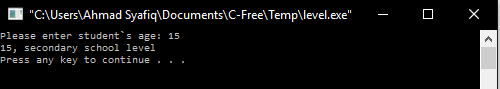 "C:\Users\Ahmad Syafiq\Documents\C-Free\Temp\level.exe"
Please enter student`s age: 15
15, secondary school level
Press any key to continue . . .